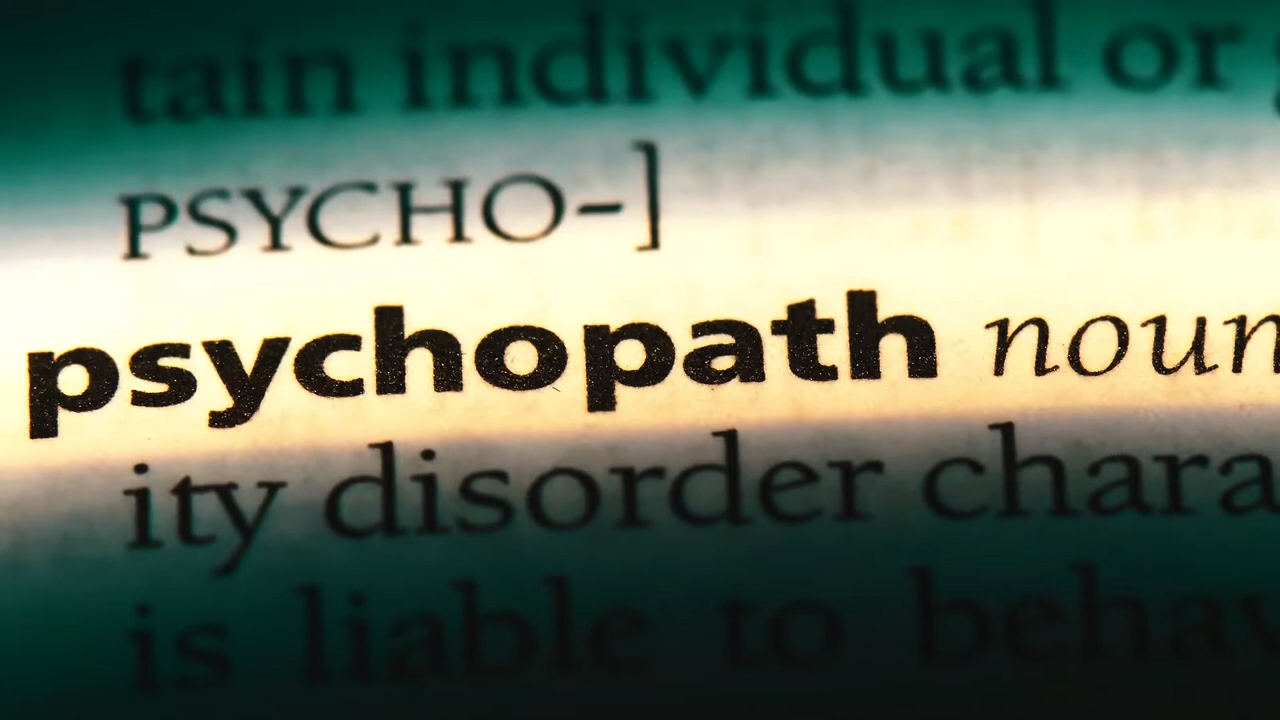 tain individual or
PSYCHO-]
psychopath noun
ity disorder chara
is liable to behav